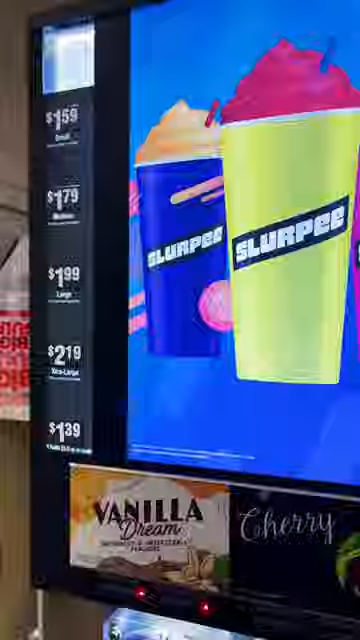 $1.59
Small
$1.79
Medium
$1.99
Large
$2.19
Xtra-Large
$1.39
SLURPEE
SLURPEE
VANILLA
Dream
Cherry